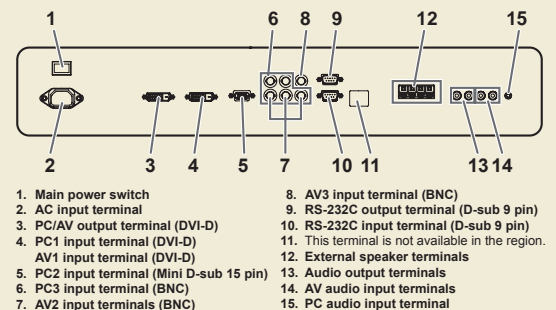 1 6 8 9 12 15
2 3 4 5 7 10 11 13 14
1. Main power switch
2. AC input terminal
3. PC/AV output terminal (DVI-D)
4. PC1 input terminal (DVI-D)
AV1 input terminal (DVI-D)
5. PC2 input terminal (Mini D-sub 15 pin)
6. PC3 input terminal (BNC)
7. AV2 input terminals (BNC)
8. AV3 input terminal (BNC)
9. RS-232C output terminal (D-sub 9 pin)
10. RS-232C input terminal (D-sub 9 pin)
11. This terminal is not available in the region.
12. External speaker terminals
13. Audio output terminals
14. AV audio input terminals
15. PC audio input terminal